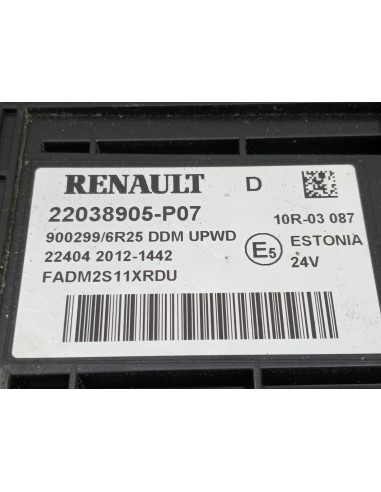 RENAULT D
22038905-P07 10R-03 087
900299/6R25 DDM UPWD E5 ESTONIA
22404 2012-1442 24V
FADM2S11XRDU